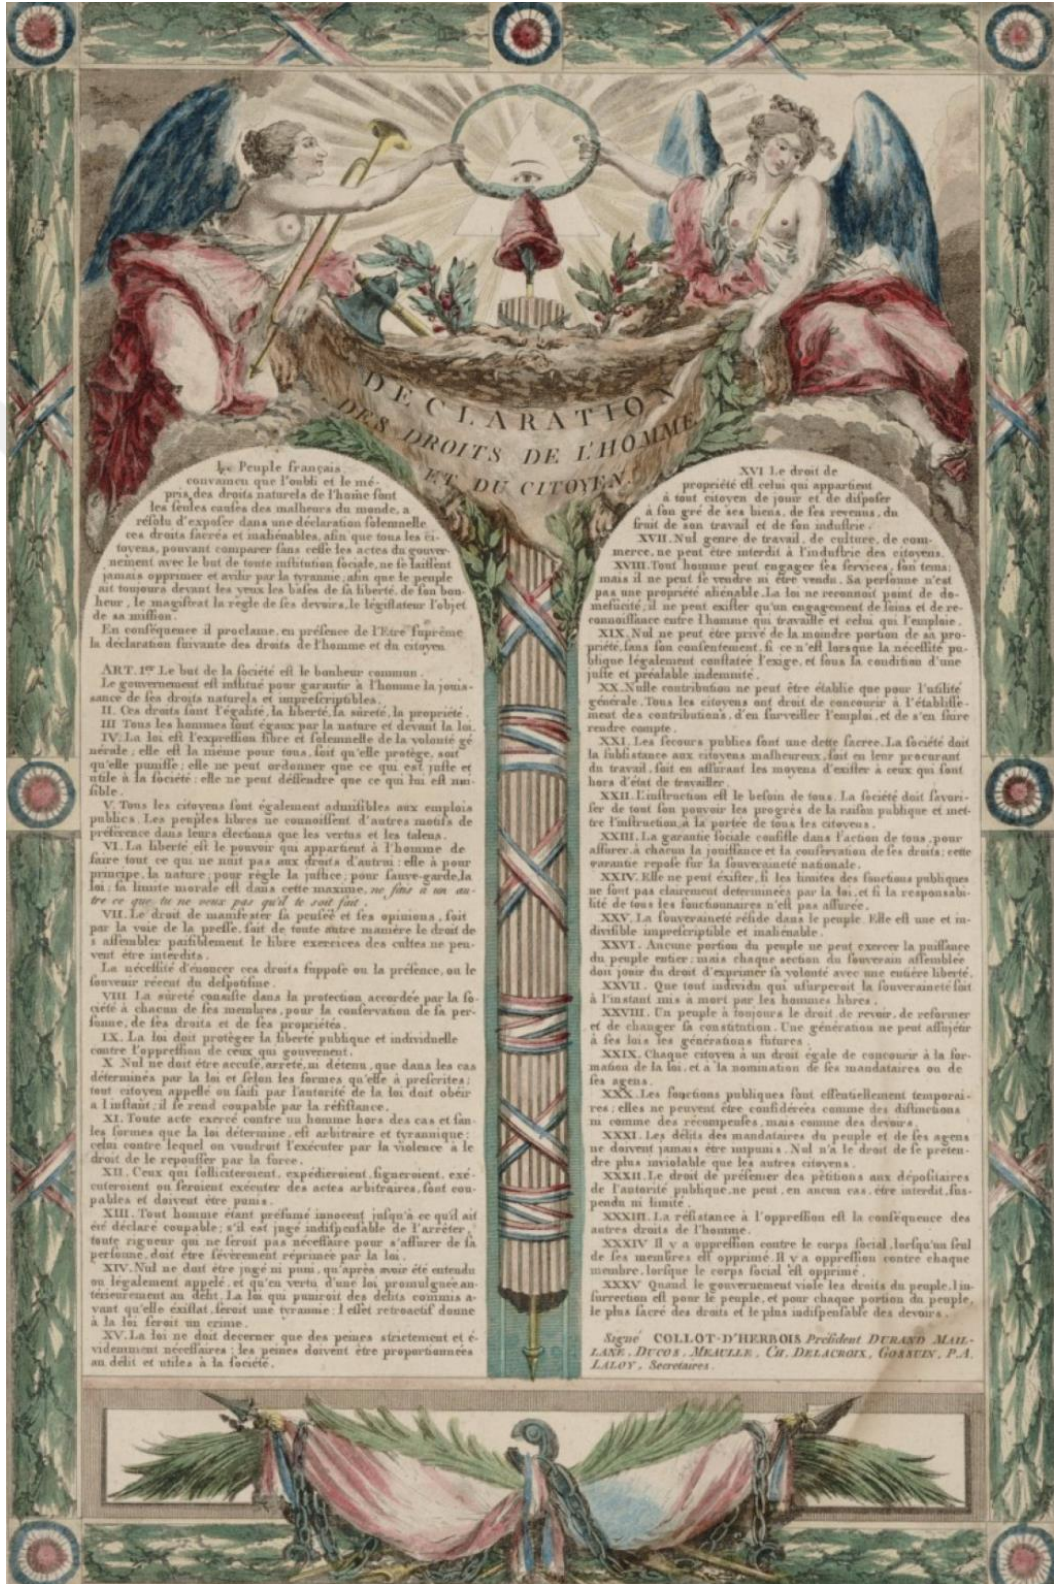 DECLARATION
DES DROITS DE L'HOMME
ET DU CITOYEN.
Le Peuple français
convaincu que l'oubli et le mé-
pris des droits naturels de l'home sont
les seules causes des malheurs du monde, a
résolu d'exposer dans une déclaration solemnelle
ces droits sacrés et inaliénables, afin que tous les ci-
toyens, pouvant comparer sans cesse les actes du gouver-
nement avec le but de toute institution sociale, ne se laissent
jamais opprimer et avilir par la tyrannie, afin que le peuple
ait toujours devant les yeux les bases de sa liberté, de son bon-
heur, le magistrat la règle de ses devoirs, le législateur l'objet
de sa mission.
En conséquence il proclame, en présence de l'Etre suprême
la déclaration suivante des droits de l'homme et du citoyen
ART. 1er Le but de la société est le bonheur commun.
Le gouvernement est institué pour garantir à l'homme la jouis-
sance de ses droits naturels et imprescriptibles.
II. Ces droits sont l'égalité, la liberté, la sûreté, la propriété.
III Tous les hommes sont égaux par la nature et devant la loi.
IV. La loi est l'expression libre et solemnelle de la volonté gé
nérale; elle est la même pour tous, soit qu'elle protège, soit
qu'elle punisse; elle ne peut ordonner que ce qui est juste et
utile à la société; elle ne peut déffendre que ce qui lui est nui-
sible.
V. Tous les citoyens sont également admissibles aux emplois
publics. Les peuples libres ne connoissent d'autres motifs de
préférence dans leurs élections que les vertus et les talens.
VI. La liberté est le pouvoir qui appartient à l'homme de
faire tout ce qui ne nuit pas aux droits d'autrui: elle à pour
principe, la nature; pour règle la justice; pour sauve-garde, la
loi; sa limite morale est dans cette maxime, ne fais à un au-
tre ce que tu ne veux pas qu'il te soit fait.
VII. Le droit de manifester sa pensée et ses opinions, soit
par la voie de la presse, soit de toute autre manière le droit de
s assembler paisiblement le libre exercices des cultes ne peu-
vent être interdits.
La nécessité d'énoncer ces droits suppose ou la présence, ou le
souvenir récent du despotisme.
VIII La sûreté consiste dans la protection accordée par la so-
ciété à chacun de ses membres, pour la conservation de sa per-
sonne, de ses droits et de ses propriétés.
IX. La loi doit protéger la liberté publique et individuelle
contre l'oppression de ceux qui gouvernent.
X Nul ne doit être accusé, arrêté, ni détenu, que dans les cas
déterminés par la loi et selon les formes qu'elle à prescrites;
tout citoyen appellé ou saisi par l'autorité de la loi doit obéir
a l'instant; il se rend coupable par la résistance.
XI. Toute acte exercé contre un homme hors des cas et san-
les formes que la loi détermine, est arbitraire et tyrannique;
celui contre lequel on voudroit l'exécuter par la violence à le
droit de le repousser par la force.
XII. Ceux qui solliciteroient, expédieroient, signeroient, exé-
cuteroient ou feroient exécuter des actes arbitraires, sont cou-
pables et doivent être punis.
XIII. Tout homme étant présumé innocent jusqu'à ce qu'il ait
été déclaré coupable; s'il est jugé indispensable de l'arrêter,
toute rigueur qui ne seroit pas nécessaire pour s'assurer de sa
personne, doit être sévèrement réprimée par la loi.
XIV. Nul ne doit être jugé ni puni, qu'après avoir été entendu
ou légalement appelé, et qu'en vertu d'une loi promulguée an-
térieurement au délit. La loi qui puniroit des délits commis a-
vant qu'elle existat, seroit une tyrannie; l effet retroactif donne
à la loi seroit un crime.
XV. La loi ne doit decerner que des peines strictement et é-
videmment nécessaires; les peines doivent être proportionnées
au délit et utiles à la société.
XVI Le droit de
propriété est celui qui appartient
à tout citoyen de jouir et de disposer
à son gré de ses biens, de ses revenus, du
fruit de son travail et de son industrie.
XVII. Nul genre de travail, de culture, de com-
merce, ne peut être interdit à l'industrie des citoyens.
XVIII. Tout homme peut engager ses services, son tems;
mais il ne peut se vendre ni être vendu. Sa personne n'est
pas une propriété aliénable. La loi ne reconnoit point de do-
mesticité; il ne peut exister qu'un engagement de soins et de re-
connoissance entre l'homme qui travaille et celui qui l'emploie.
XIX. Nul ne peut être privé de la moindre portion de sa pro-
priété, sans son consentement, si ce n'est lorsque la nécessité pu-
blique légalement constatée l'exige, et sous la condition d'une
juste et préalable indemnité.
XX. Nulle contribution ne peut être établie que pour l'utilité
générale. Tous les citoyens ont droit de concourir à l'établisse-
ment des contributions, d'en surveiller l'emploi, et de s'en faire
rendre compte.
XXI. Les secours publics sont une dette sacrée. La société doit
la subsistance aux citoyens malheureux, soit en leur procurant
du travail, soit en assurant les moyens d'exister à ceux qui sont
hors d'état de travailler.
XXII. L'instruction est le besoin de tous. La société doit favori-
ser de tout son pouvoir les progrès de la raison publique et met-
tre l'instruction à la portée de tous les citoyens.
XXIII. La garantie sociale consiste dans l'action de tous, pour
assurer à chacun la jouissance et la conservation de ses droits; cette
garantie repose sur la souveraineté nationale.
XXIV. Elle ne peut exister, si les limites des fonctions publiques
ne sont pas clairement déterminées par la loi, et si la responsabi-
lité de tous les fonctionnaires n'est pas assurée.
XXV. La souveraineté réside dans le peuple. Elle est une et in-
divisible imprescriptible et inaliénable.
XXVI. Aucune portion du peuple ne peut exercer la puissance
du peuple entier; mais chaque section du souverain assemblée
doit jouir du droit d'exprimer sa volonté avec une entière liberté.
XXVII. Que tout individu qui usurperoit la souveraineté soit
à l'instant mis à mort par les hommes libres.
XXVIII. Un peuple à toujours le droit de revoir, de reformer
et de changer sa constitution. Une génération ne peut assujétir
à ses lois les générations futures.
XXIX. Chaque citoyen à un droit égale de concourir à la for-
mation de la loi, et à la nomination de ses mandataires ou de
ses agens.
XXX. Les fonctions publiques sont essentiellement temporai-
res; elles ne peuvent être considérées comme des distinctions
ni comme des récompenses, mais comme des devoirs.
XXXI. Les délits des mandataires du peuple et de ses agens
ne doivent jamais être impunis. Nul n'a le droit de se préten-
dre plus inviolable que les autres citoyens.
XXXII. Le droit de présenter des pétitions aux dépositaires
de l'autorité publique, ne peut, en aucun cas, être interdit, sus-
pendu ni limité.
XXXIII. La résistance à l'oppression est la conséquence des
autres droits de l'homme.
XXXIV. Il y a oppression contre le corps social, lorsqu'un seul
de ses membres est opprimé. Il y a oppression contre chaque
membre, lorsque le corps social est opprimé.
XXXV Quand le gouvernement viole les droits du peuple, l in-
surrection est pour le peuple, et pour chaque portion du peuple,
le plus sacré des droits et le plus indispensable des devoirs.
Signé COLLOT-D'HERBOIS Président DURAND MAIL-
LANE, DUCOS, MEAULLE, CH. DELACROIX, GOSSUIN, P.A.
LALOY, Secretaires.